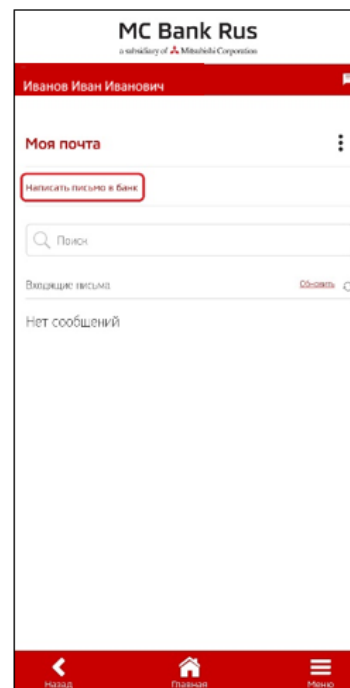 MC Bank Rus
a subsidiary of Mitsubishi Corporation
Иванов Иван Иванович
Моя почта
Написать письмо в банк
Поиск
Входящие письма Обновить
Нет сообщений
Назад Главная Меню